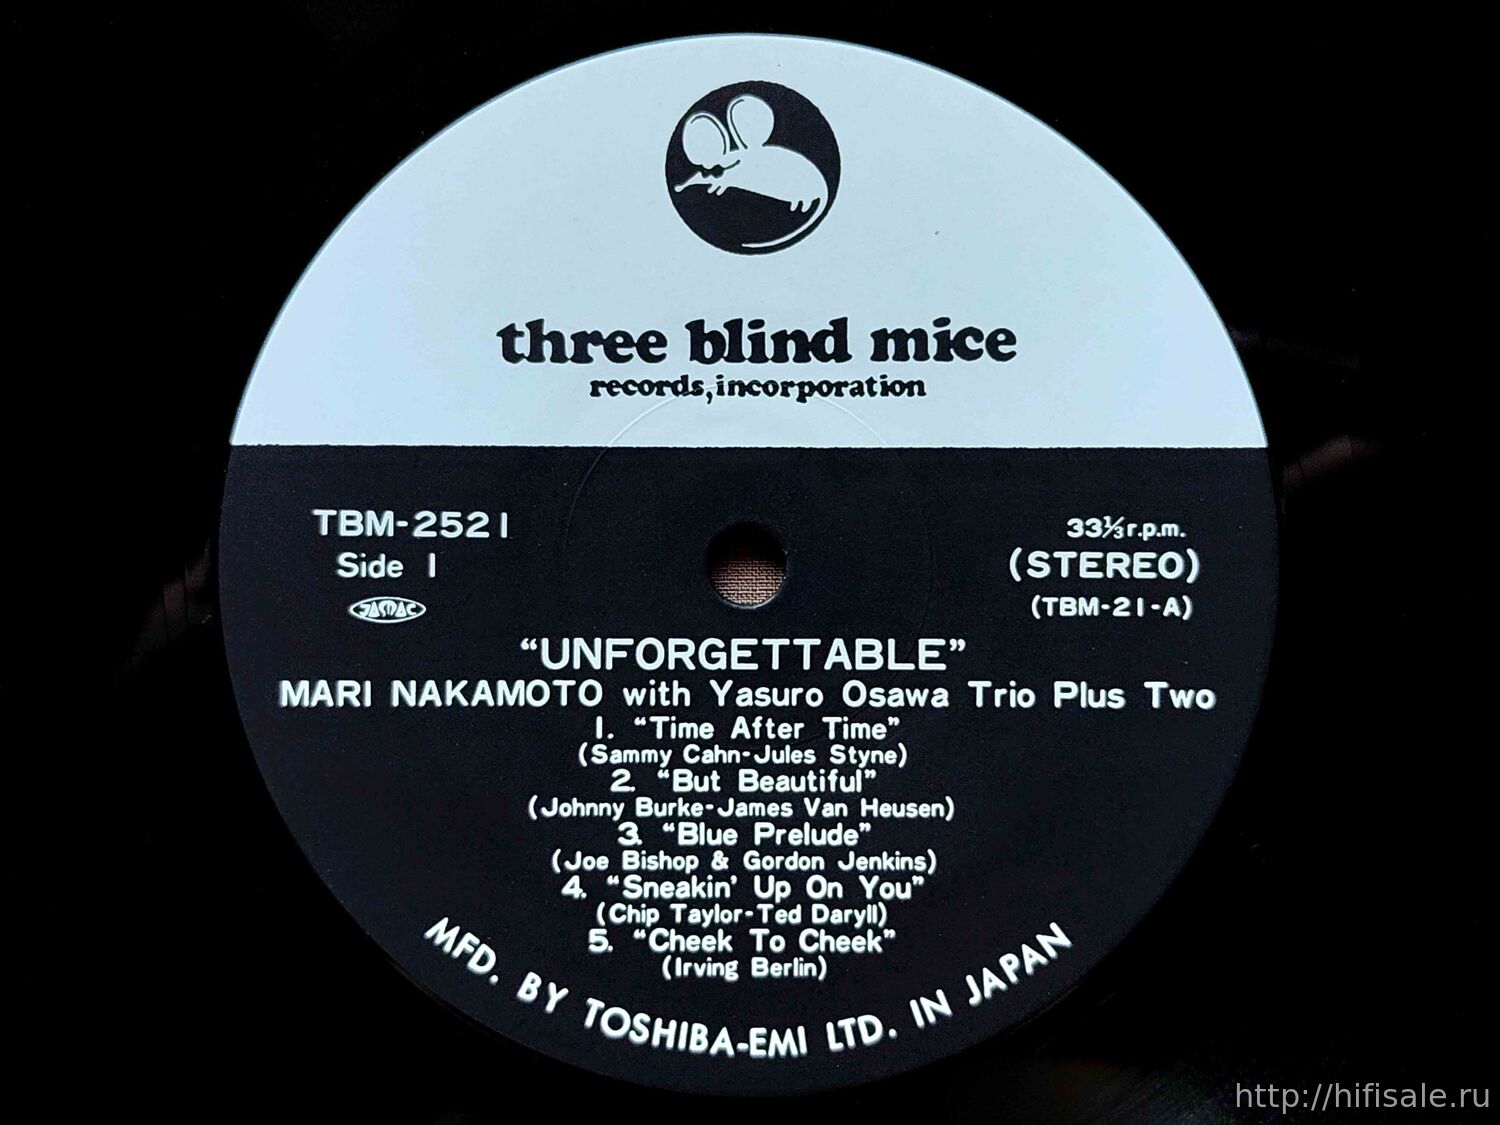 three blind mice
records, incorporation
TBM-2521
33⅓ r.p.m.
Side 1
(STEREO)
JASRAC
(TBM-21-A)
“UNFORGETTABLE”
MARI NAKAMOTO with Yasuro Osawa Trio Plus Two
1. “Time After Time”
(Sammy Cahn-Jules Styne)
2. “But Beautiful”
(Johnny Burke-James Van Heusen)
3. “Blue Prelude”
(Joe Bishop & Gordon Jenkins)
4. “Sneakin’ Up On You”
(Chip Taylor-Ted Daryll)
5. “Cheek To Cheek”
(Irving Berlin)
MFD. BY TOSHIBA-EMI LTD. IN JAPAN
http://hifisale.ru